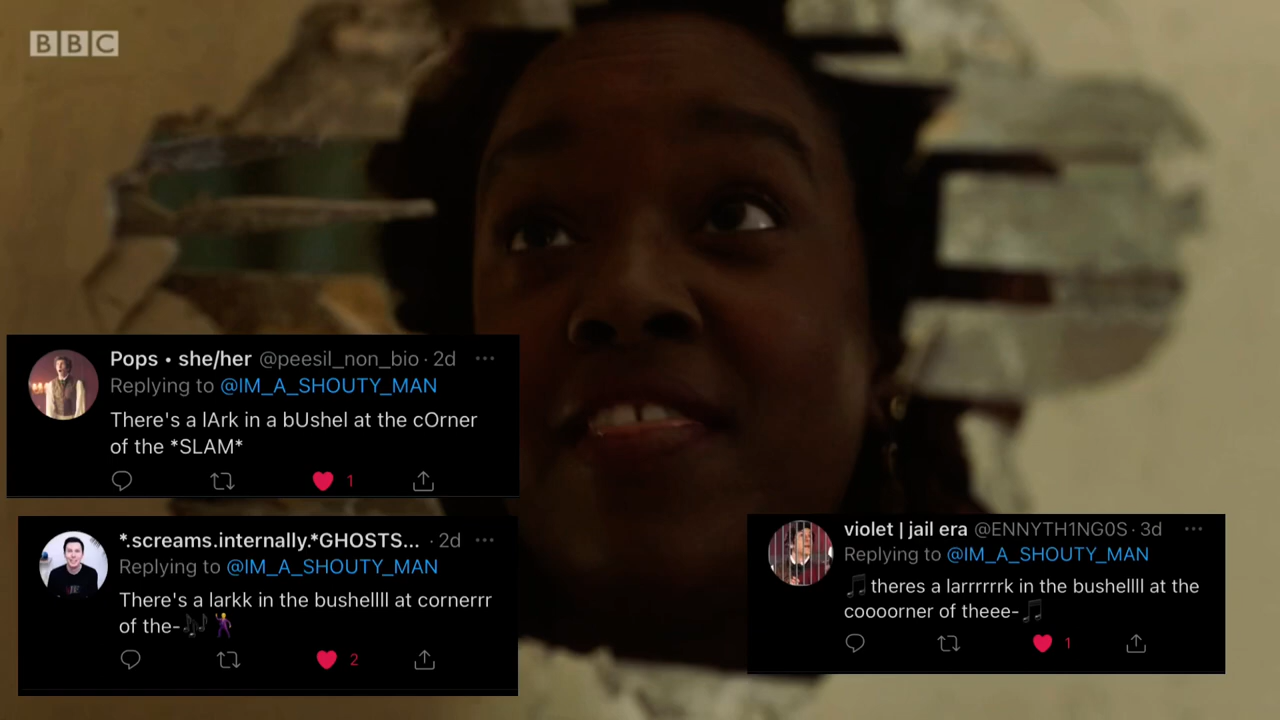 BBC
Pops • she/her @peesil_non_bio · 2d
Replying to @IM_A_SHOUTY_MAN
There's a lArk in a bUshel at the cOrner
of the *SLAM*
1
*.screams.internally.*GHOSTS... · 2d
Replying to @IM_A_SHOUTY_MAN
There's a larkk in the bushellll at cornerrr
of the-🎶🕺
2
violet | jail era @ENNYTH1NG0S · 3d
Replying to @IM_A_SHOUTY_MAN
🎵theres a larrrrrrk in the bushellll at the
coooorner of theee-🎵
1